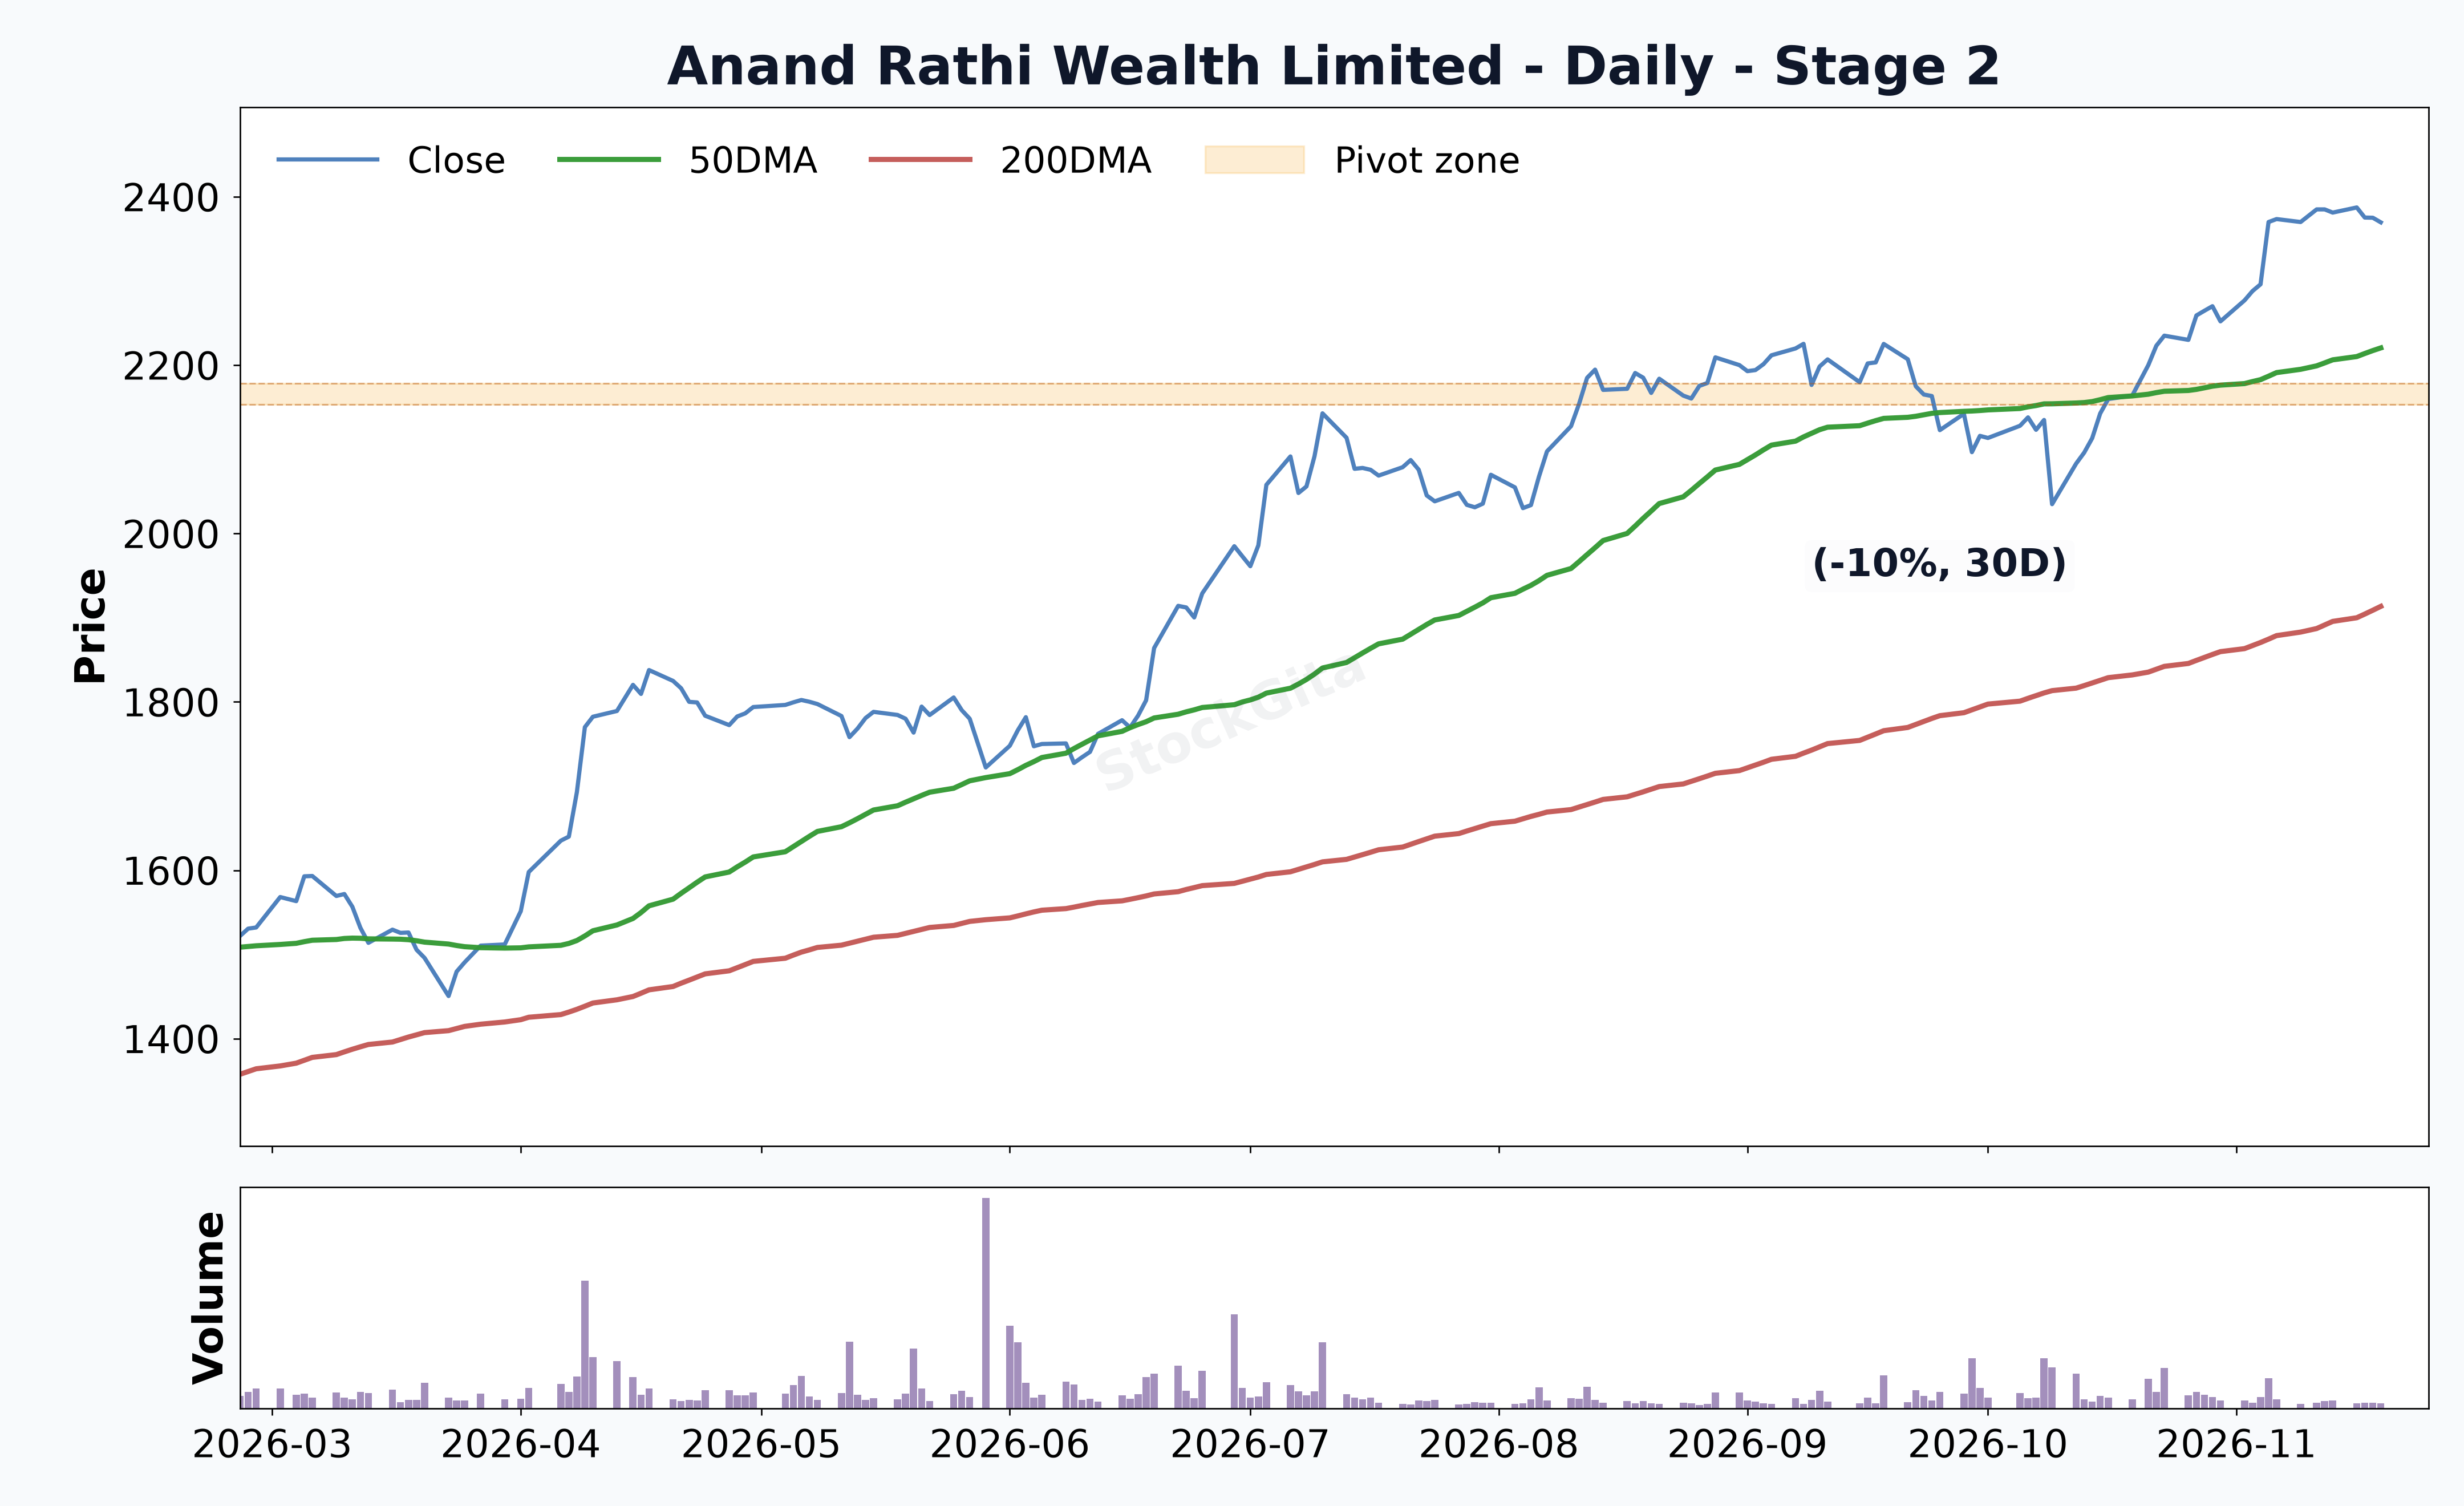 Anand Rathi Wealth Limited - Daily - Stage 2
Close 50DMA 200DMA Pivot zone
2400
2200
2000
1800
1600
1400
Price
(-10%, 30D)
StockGita
Volume
2026-03 2026-04 2026-05 2026-06 2026-07 2026-08 2026-09 2026-10 2026-11